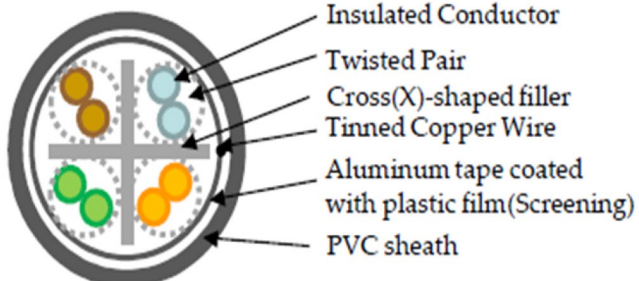 Insulated Conductor
Twisted Pair
Cross(X)-shaped filler
Tinned Copper Wire
Aluminum tape coated
with plastic film(Screening)
PVC sheath